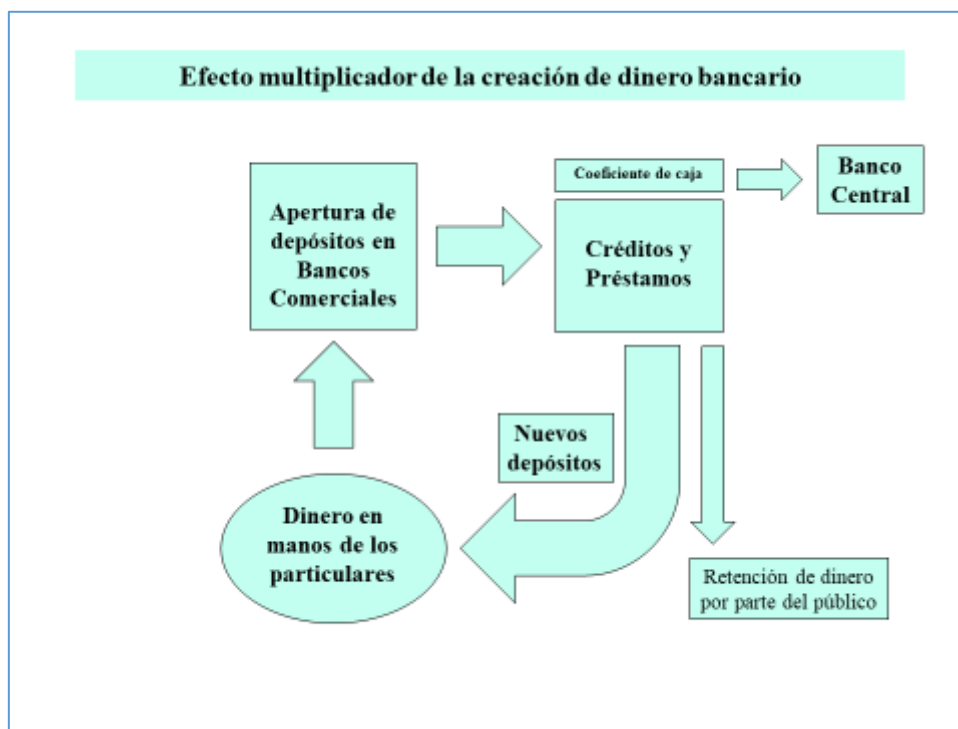 Efecto multiplicador de la creación de dinero bancario
Apertura de
depósitos en
Bancos
Comerciales
Coeficiente de caja
Banco
Central
Créditos y
Préstamos
Nuevos
depósitos
Dinero en
manos de los
particulares
Retención de dinero
por parte del público